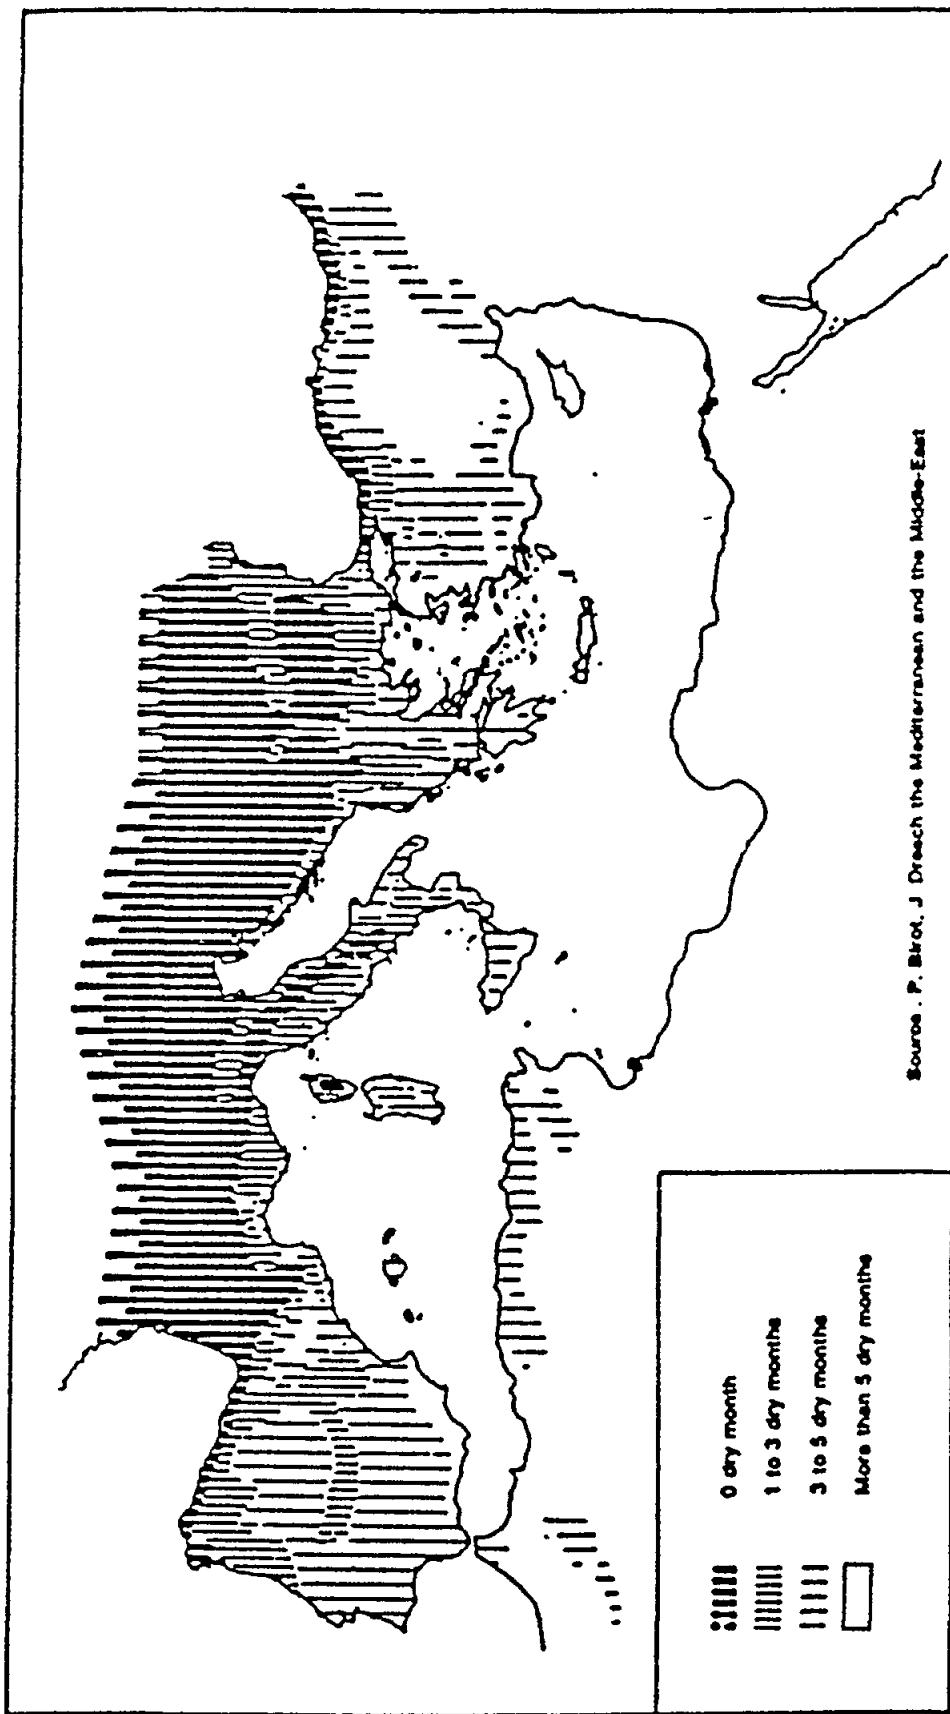 0 dry month
1 to 3 dry months
3 to 5 dry months
More than 5 dry months
Source . P. Birot, J Dresch the Mediterranean and the Middle-East